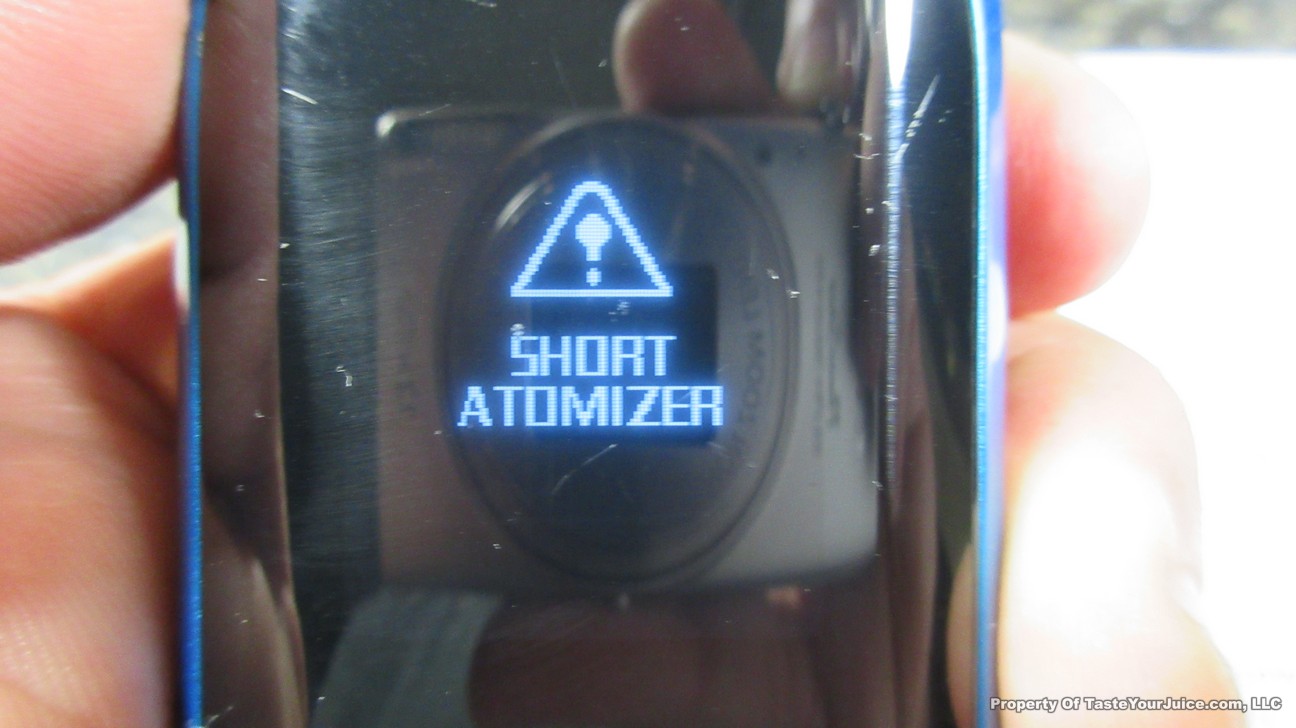 SHORT
ATOMIZER
Property Of TasteYourJuice.com, LLC